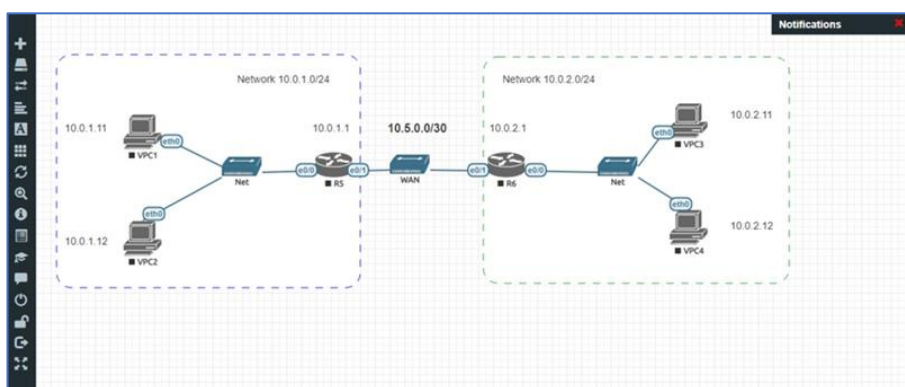 Notifications
Network 10.0.1.0/24
Network 10.0.2.0/24
10.0.1.11
eth0
VPC1
10.0.1.1
10.5.0.0/30
10.0.2.1
10.0.2.11
eth0
VPC3
Net
e0/0
R5
e0/1
WAN
e0/1
R6
e0/0
Net
10.0.1.12
eth0
VPC2
eth0
VPC4
10.0.2.12